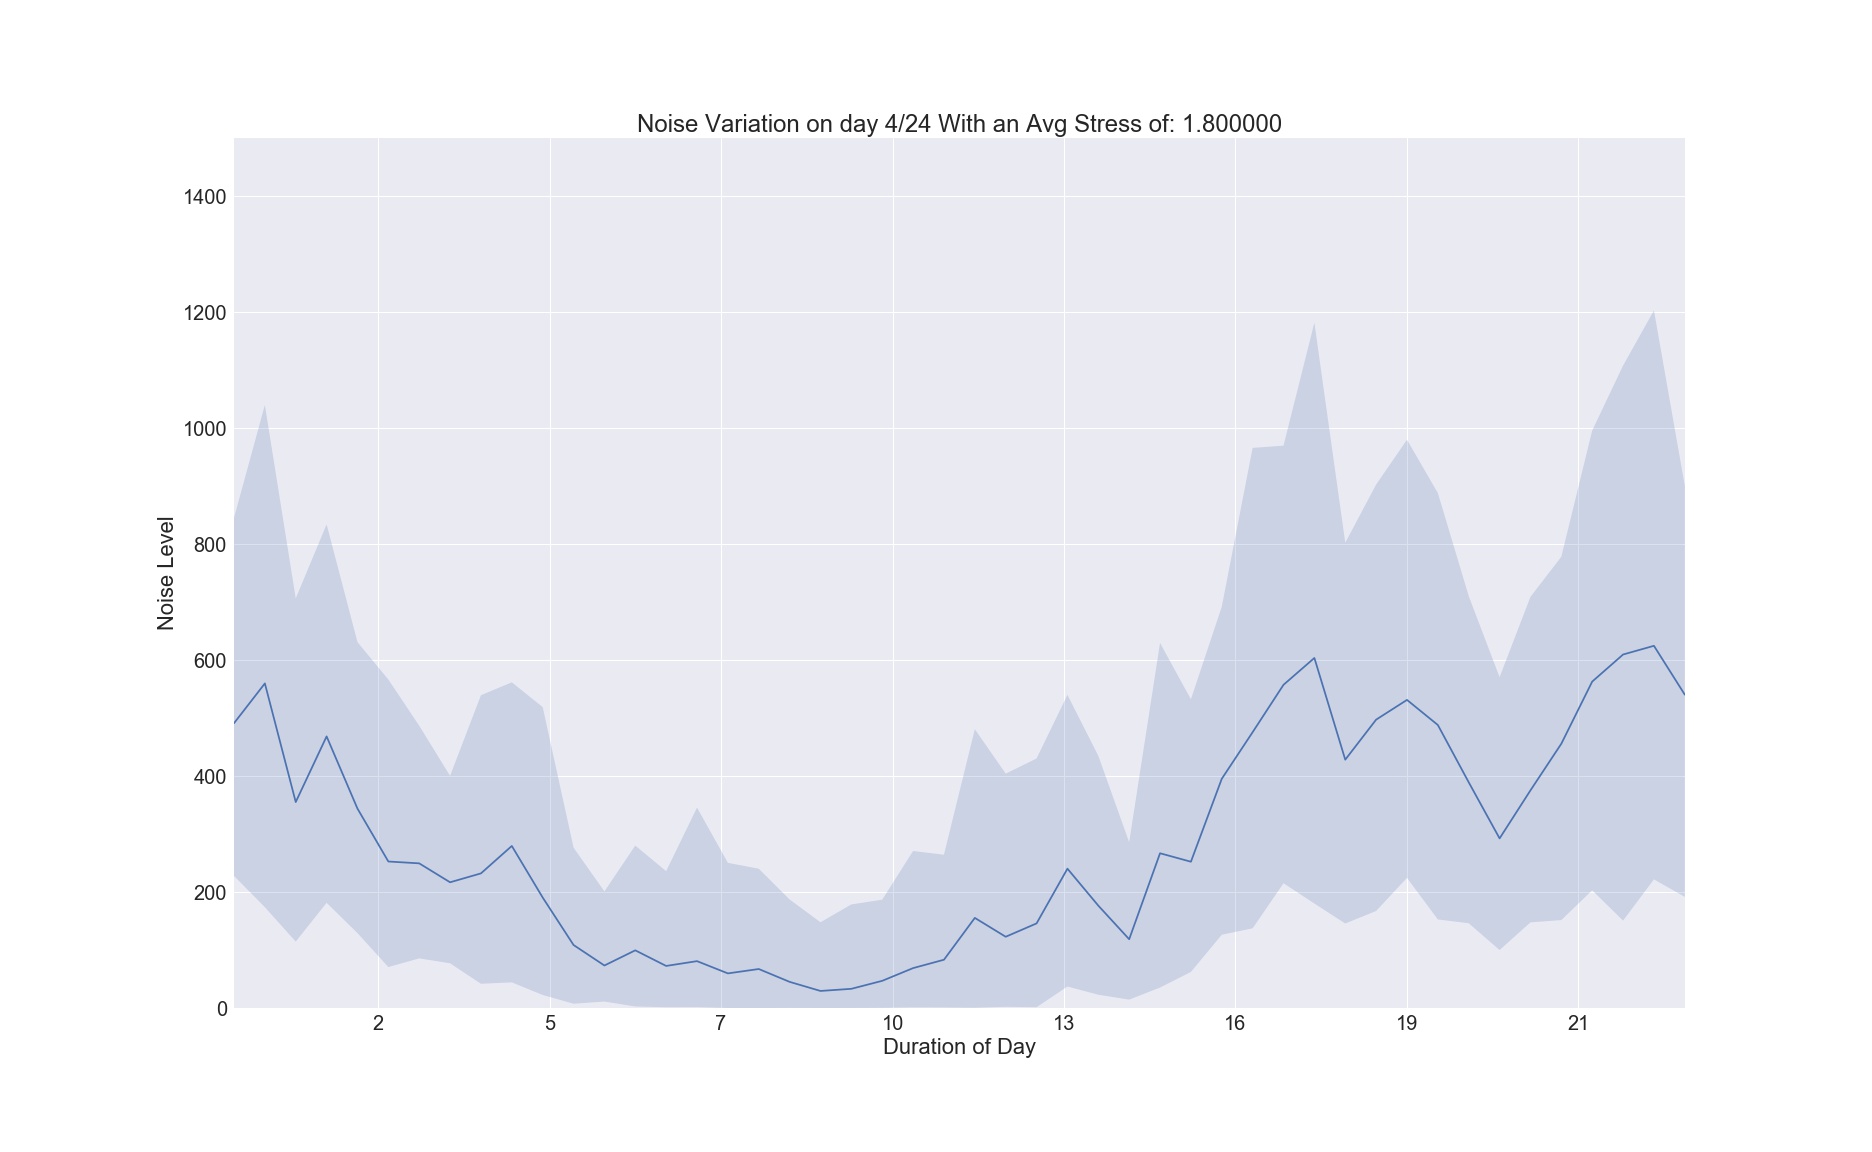 Noise Variation on day 4/24 With an Avg Stress of: 1.800000
1400
1200
1000
800
600
400
200
0
Noise Level
2 5 7 10 13 16 19 21
Duration of Day